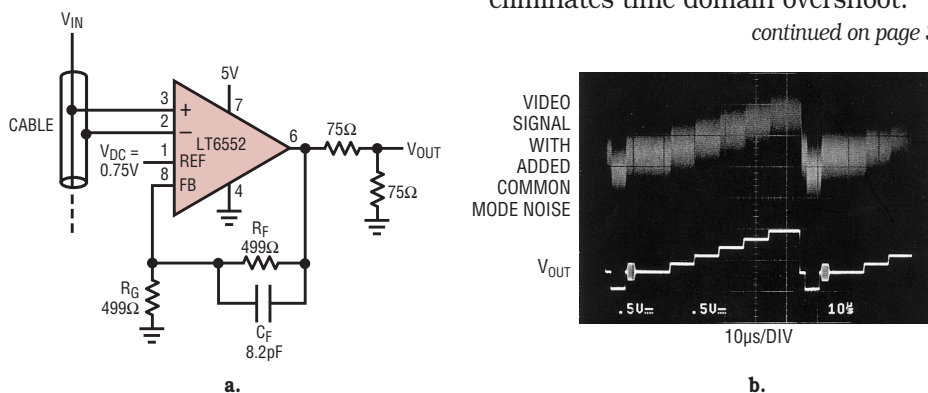 eliminates time domain overshoot.
continued on page
VIN
CABLE
3
+
2
−
VDC =
0.75V
1
REF
8
FB
LT6552
5V
7
6
4
75Ω
VOUT
75Ω
RF
499Ω
RG
499Ω
CF
8.2pF
a.
VIDEO
SIGNAL
WITH
ADDED
COMMON
MODE NOISE
VOUT
.5V .5V 10µs
10µs/DIV
b.